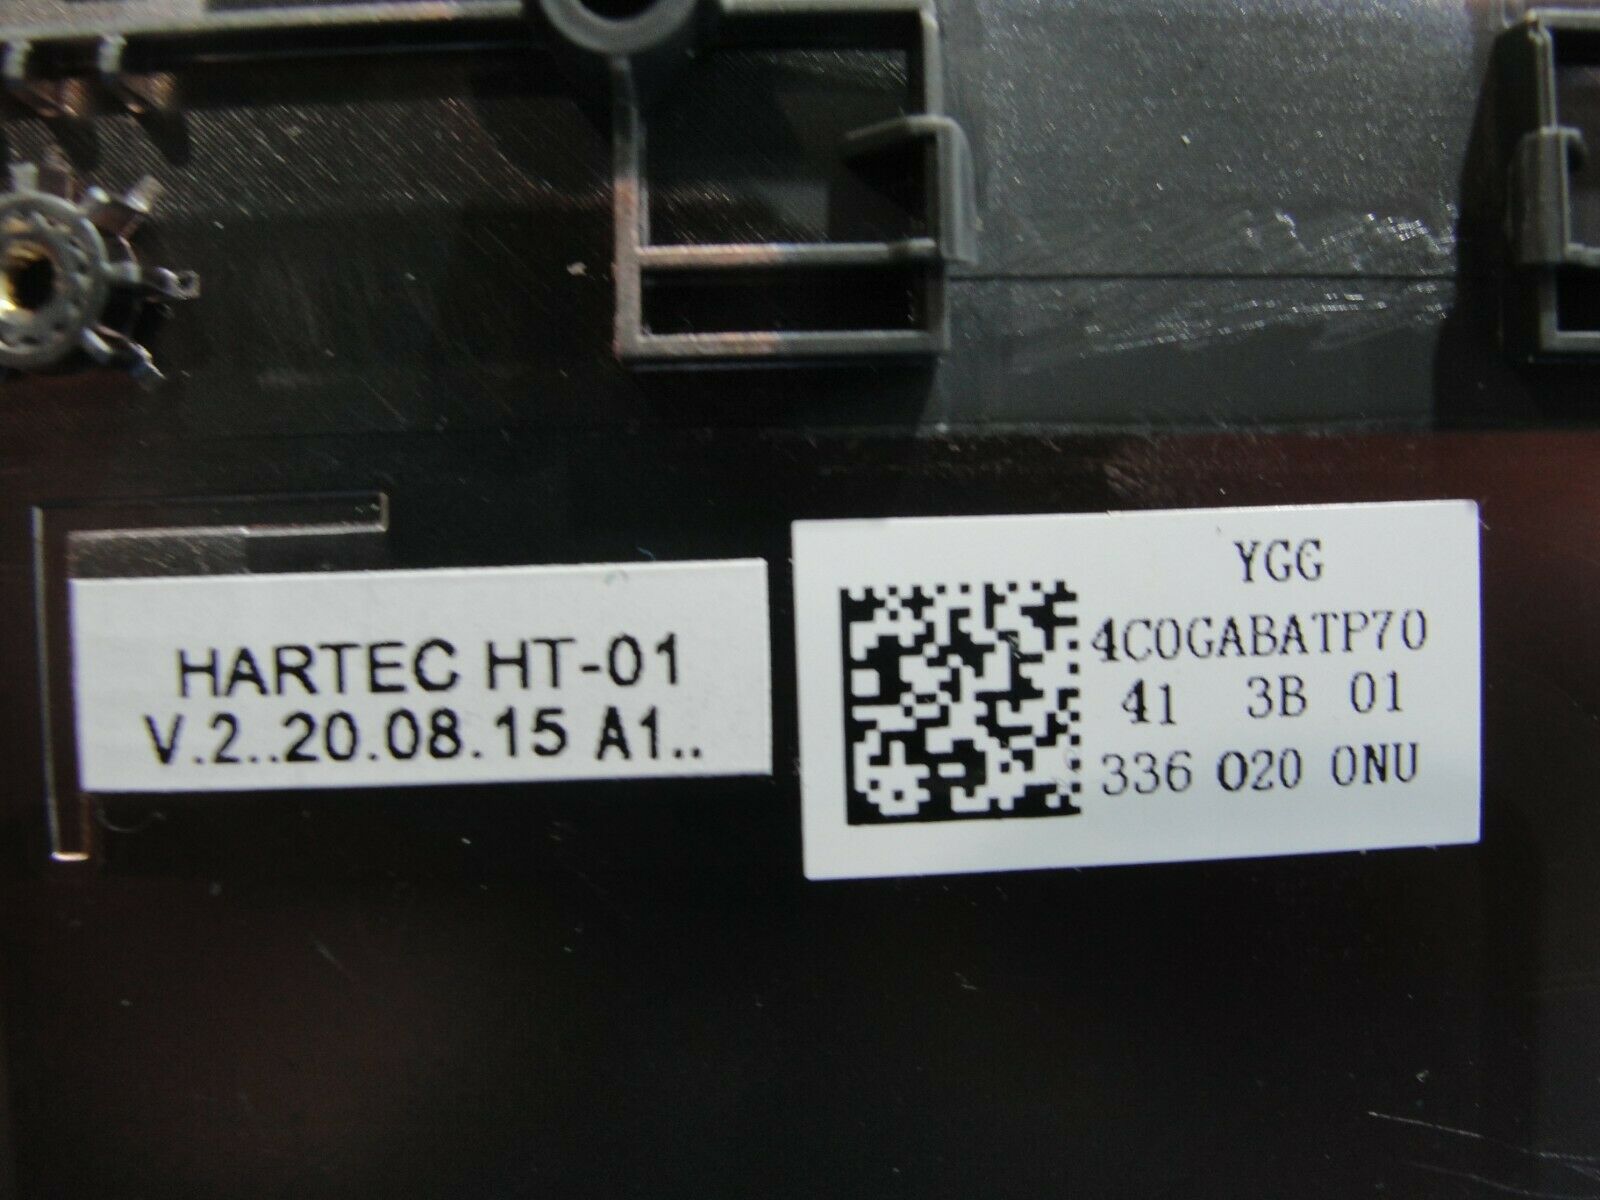 HARTEC HT-01
V.2..20.08.15 A1..
YGG
4C0GABATP70
41 3B 01
336 020 0NU